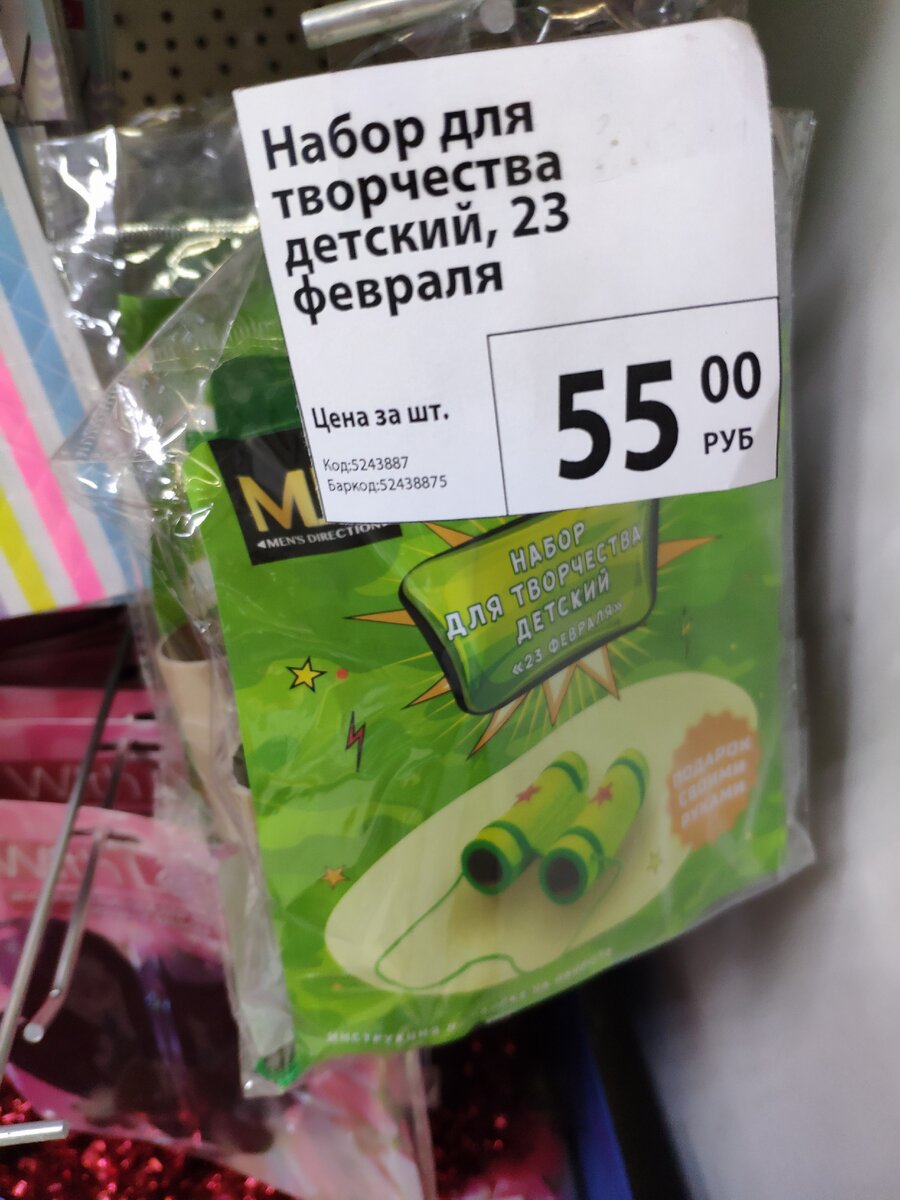 Набор для
творчества
детский, 23
февраля
Цена за шт.
Код:5243887
Баркод:52438875
55 00
РУБ
MEN'S DIRECTION
НАБОР
ДЛЯ ТВОРЧЕСТВА
ДЕТСКИЙ
«23 ФЕВРАЛЯ»
ПОДАРОК
СВОИМИ
РУКАМИ
ИНСТРУКЦИЯ